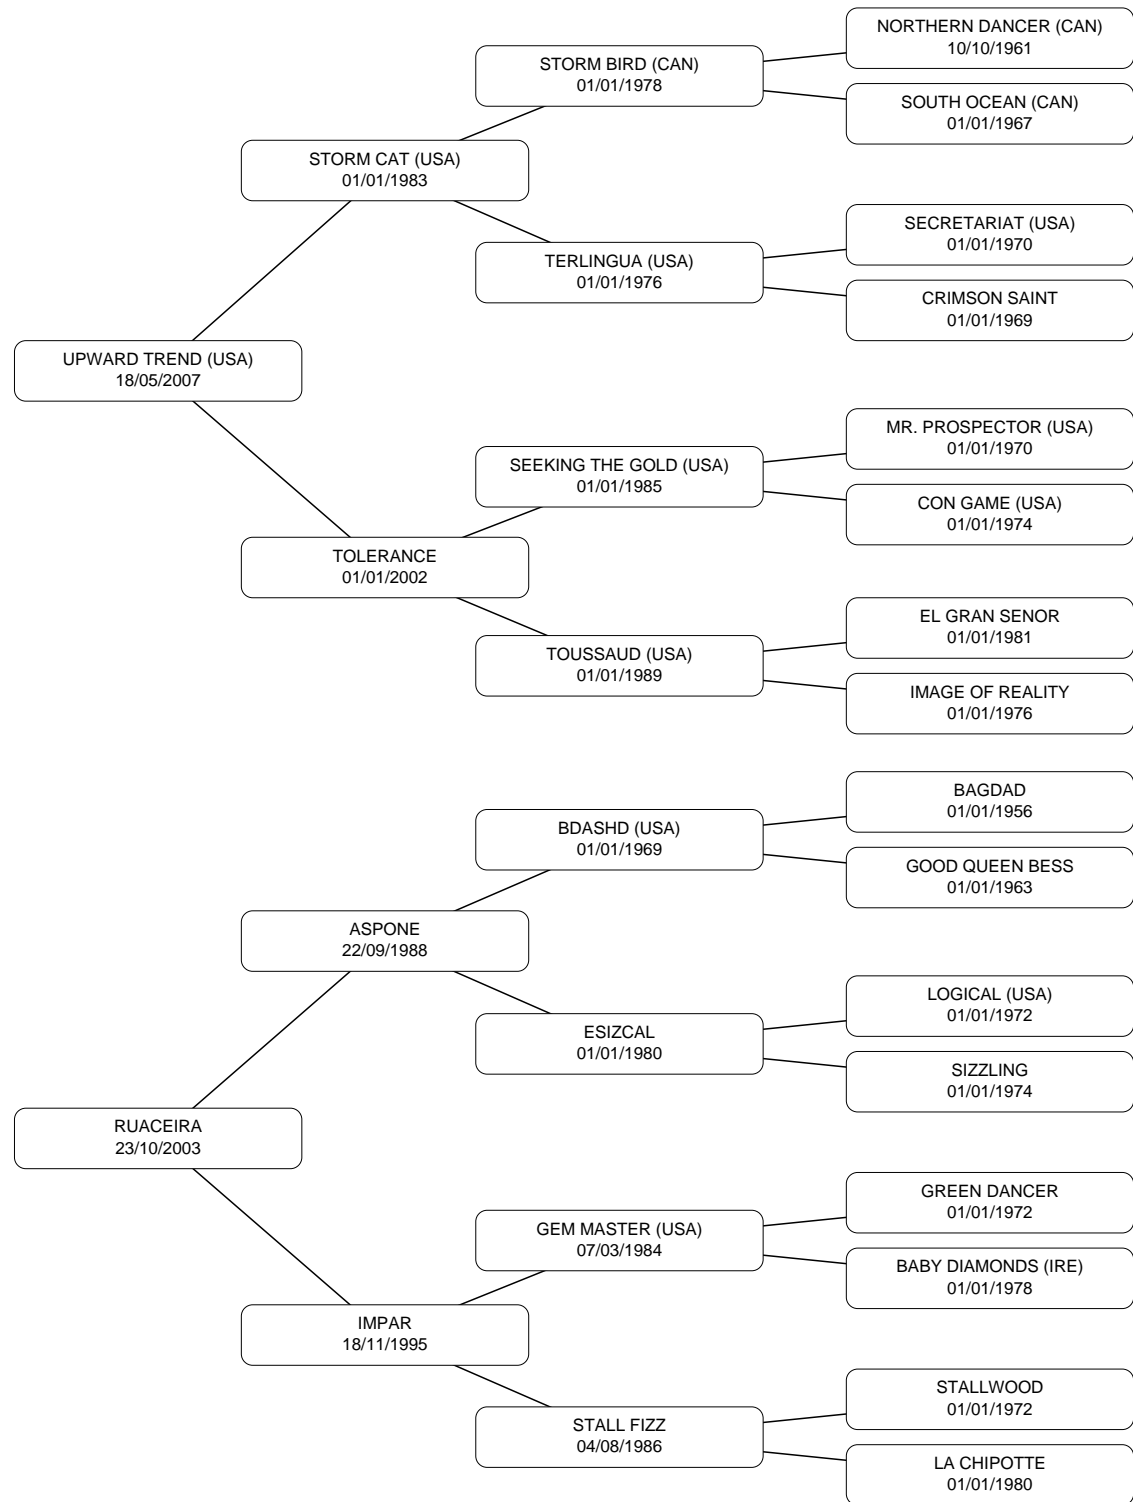 NORTHERN DANCER (CAN)
10/10/1961
STORM BIRD (CAN)
01/01/1978
SOUTH OCEAN (CAN)
01/01/1967
STORM CAT (USA)
01/01/1983
SECRETARIAT (USA)
01/01/1970
TERLINGUA (USA)
01/01/1976
CRIMSON SAINT
01/01/1969
UPWARD TREND (USA)
18/05/2007
MR. PROSPECTOR (USA)
01/01/1970
SEEKING THE GOLD (USA)
01/01/1985
CON GAME (USA)
01/01/1974
TOLERANCE
01/01/2002
EL GRAN SENOR
01/01/1981
TOUSSAUD (USA)
01/01/1989
IMAGE OF REALITY
01/01/1976
BAGDAD
01/01/1956
BDASHD (USA)
01/01/1969
GOOD QUEEN BESS
01/01/1963
ASPONE
22/09/1988
LOGICAL (USA)
01/01/1972
ESIZCAL
01/01/1980
SIZZLING
01/01/1974
RUACEIRA
23/10/2003
GREEN DANCER
01/01/1972
GEM MASTER (USA)
07/03/1984
BABY DIAMONDS (IRE)
01/01/1978
IMPAR
18/11/1995
STALLWOOD
01/01/1972
STALL FIZZ
04/08/1986
LA CHIPOTTE
01/01/1980